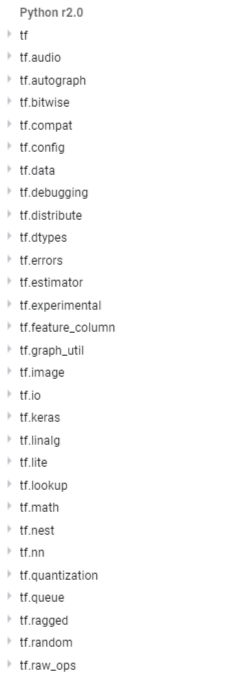 Python r2.0
tf
tf.audio
tf.autograph
tf.bitwise
tf.compat
tf.config
tf.data
tf.debugging
tf.distribute
tf.dtypes
tf.errors
tf.estimator
tf.experimental
tf.feature_column
tf.graph_util
tf.image
tf.io
tf.keras
tf.linalg
tf.lite
tf.lookup
tf.math
tf.nest
tf.nn
tf.quantization
tf.queue
tf.ragged
tf.random
tf.raw_ops